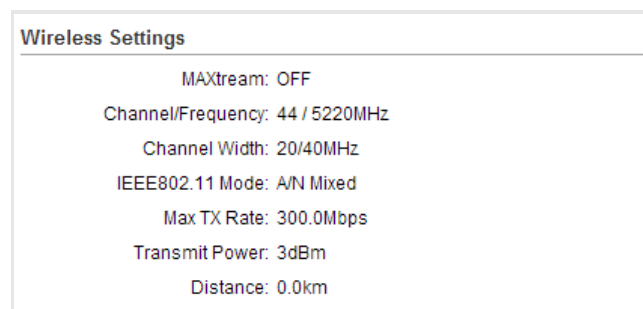 Wireless Settings
MAXtream: OFF
Channel/Frequency: 44 / 5220MHz
Channel Width: 20/40MHz
IEEE802.11 Mode: A/N Mixed
Max TX Rate: 300.0Mbps
Transmit Power: 3dBm
Distance: 0.0km